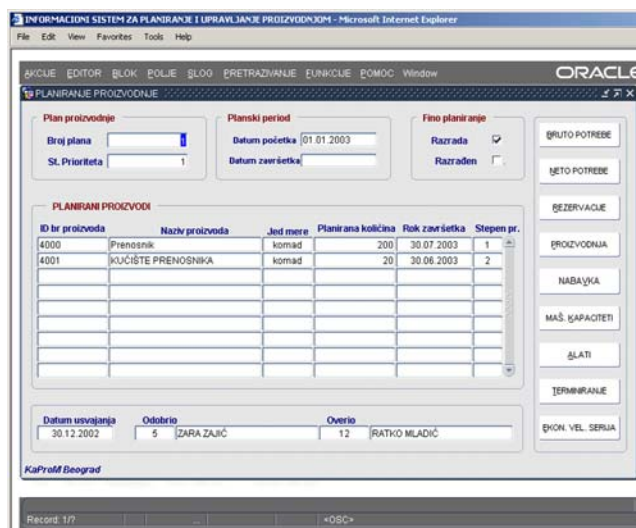 INFORMACIONI SISTEM ZA PLANIRANJE I UPRAVLJANJE PROIZVODNJOM - Microsoft Internet Explorer
File Edit View Favorites Tools Help
AKCIJE EDITOR BLOK POLJE SLOG PRETRAZIVANJE FUNKCIJE POMOC Window ORACLE
PLANIRANJE PROIZVODNJE
Plan proizvodnje Planski period Fino planiranje
Broj plana 1 Datum početka 01.01.2003 Razrada
St. Prioriteta 1 Datum završetka Razrađen
BRUTO POTREBE
NETO POTREBE
REZERVACIJE
PROIZVODNJA
NABAVKA
MAŠ. KAPACITETI
ALATI
TERMINIRANJE
EKON. VEL. SERIJA
PLANIRANI PROIZVODI
ID br proizvoda Naziv proizvoda Jed mere Planirana količina Rok završetka Stepen pr.
4000 Prenosnik komad 200 30.07.2003 1
4001 KUĆIŠTE PRENOSNIKA komad 20 30.06.2003 2
Datum usvajanja Odobrio Overio
30.12.2002 5 ZARA ZAJIĆ 12 RATKO MLADIĆ
KaProM Beograd
Record: 1/? ... <OSC>